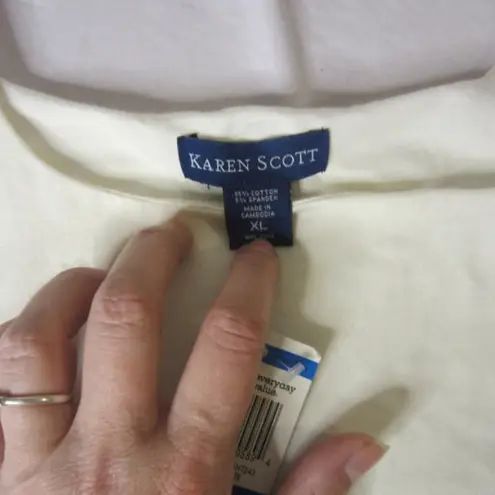 KAREN SCOTT
95% COTTON
5% SPANDEX
MADE IN
CAMBODIA
XL
everyday
value.